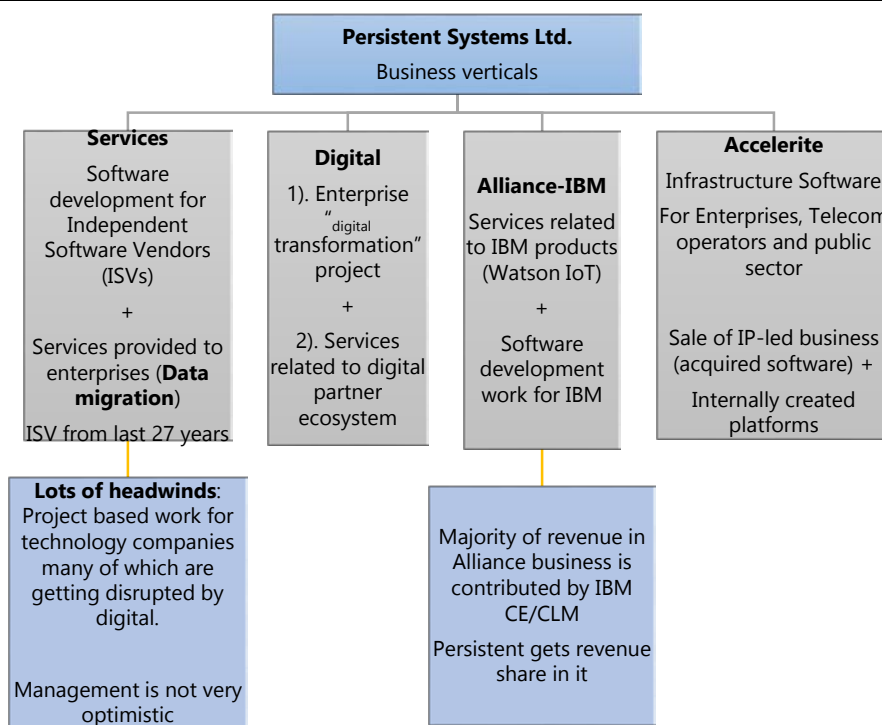 Persistent Systems Ltd.
Business verticals
Services
Software
development for
Independent
Software Vendors
(ISVs)
+
Services provided to
enterprises (Data
migration)
ISV from last 27 years
Digital
1). Enterprise
“digital
transformation”
project
+
2). Services
related to digital
partner
ecosystem
Alliance-IBM
Services related
to IBM products
(Watson IoT)
+
Software
development
work for IBM
Accelerite
Infrastructure Software
For Enterprises, Telecom
operators and public
sector
Sale of IP-led business
(acquired software) +
Internally created
platforms
Lots of headwinds:
Project based work for
technology companies
many of which are
getting disrupted by
digital.
Management is not very
optimistic
Majority of revenue in
Alliance business is
contributed by IBM
CE/CLM
Persistent gets revenue
share in it